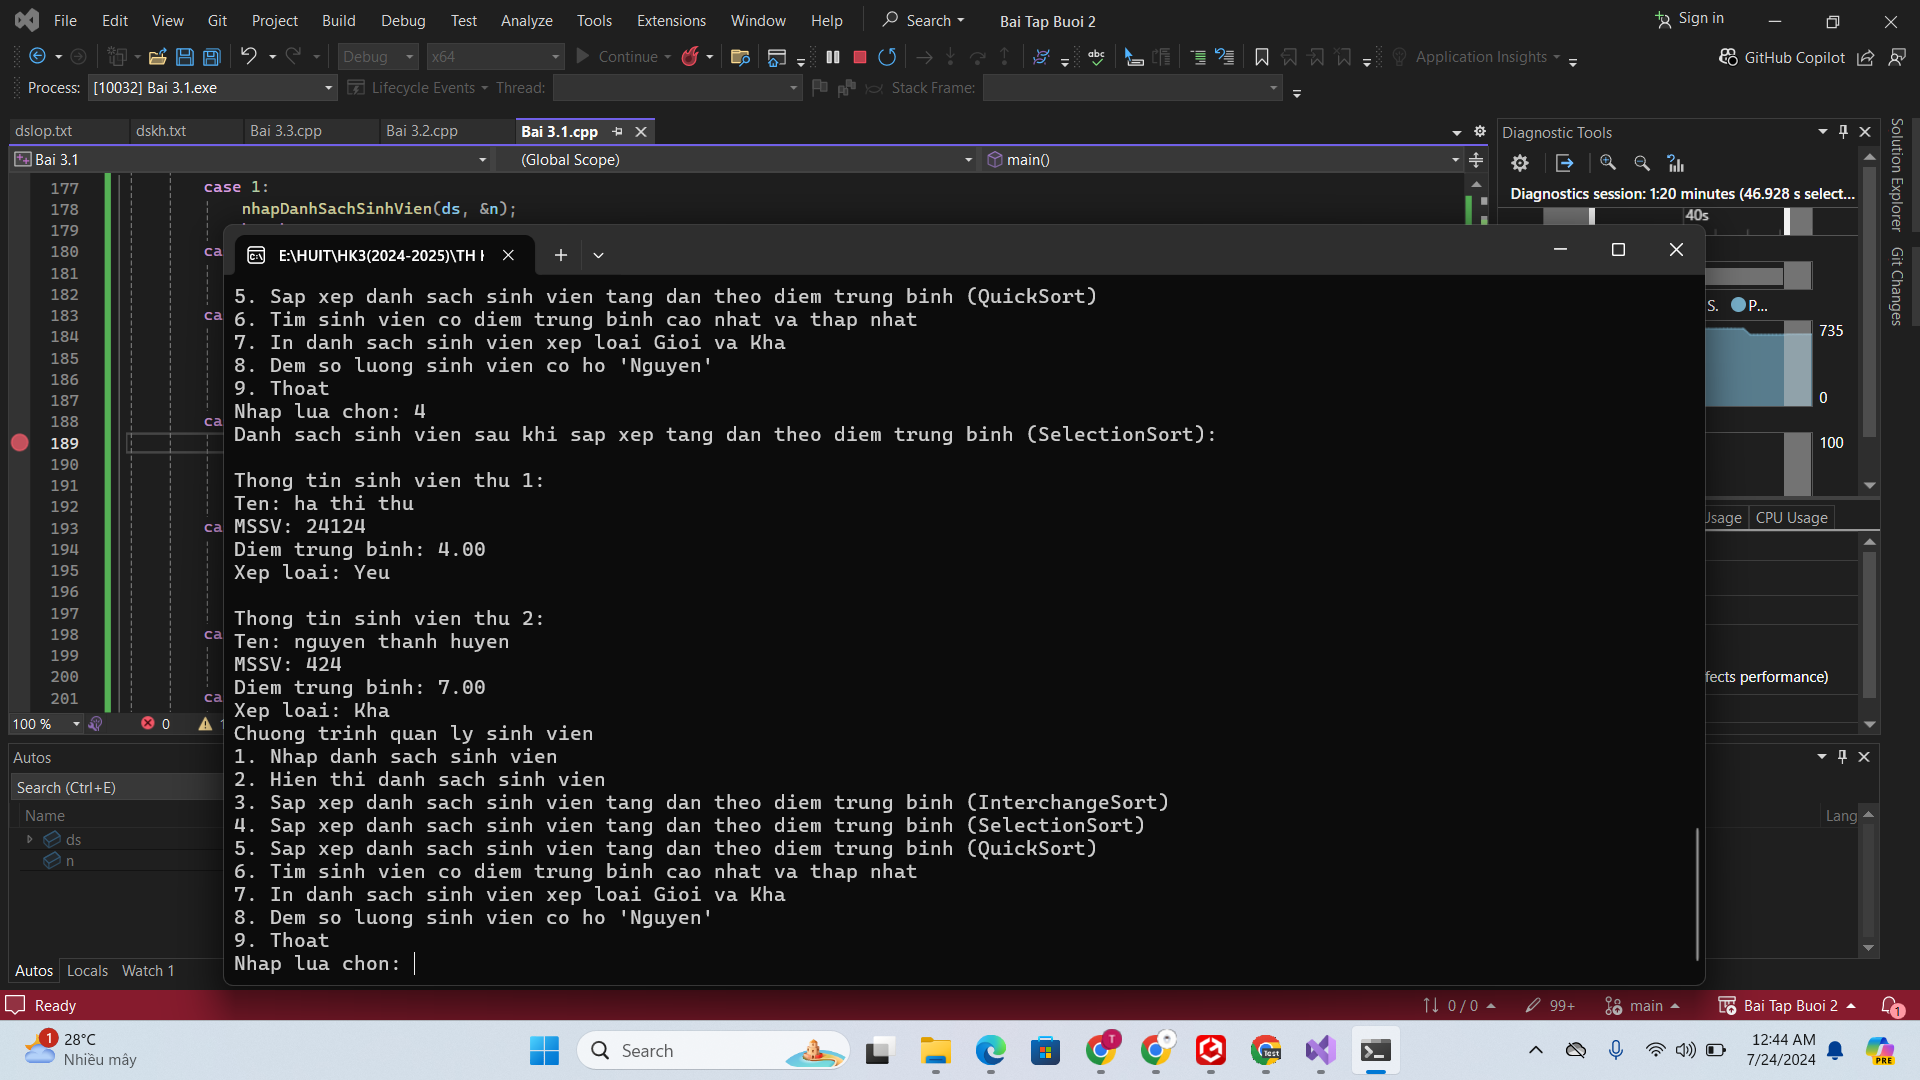 File Edit View Git Project Build Debug Test Analyze Tools Extensions Window Help Search Bai Tap Buoi 2 Sign in
Debug x64 Continue Application Insights GitHub Copilot
Process: [10032] Bai 3.1.exe Lifecycle Events Thread: Stack Frame:
dslop.txt dskh.txt Bai 3.3.cpp Bai 3.2.cpp Bai 3.1.cpp
Bai 3.1 (Global Scope) main()
177 case 1:
178 nhapDanhSachSinhVien(ds, &n);
179
180 ca
181
182
183 ca
184
185
186
187
188 ca
189
190
191
192
193 ca
194
195
196
197
198 ca
199
200
201 ca
100 % 0
E:\HUIT\HK3(2024-2025)\TH
5. Sap xep danh sach sinh vien tang dan theo diem trung binh (QuickSort)
6. Tim sinh vien co diem trung binh cao nhat va thap nhat
7. In danh sach sinh vien xep loai Gioi va Kha
8. Dem so luong sinh vien co ho 'Nguyen'
9. Thoat
Nhap lua chon: 4
Danh sach sinh vien sau khi sap xep tang dan theo diem trung binh (SelectionSort):
Thong tin sinh vien thu 1:
Ten: ha thi thu
MSSV: 24124
Diem trung binh: 4.00
Xep loai: Yeu
Thong tin sinh vien thu 2:
Ten: nguyen thanh huyen
MSSV: 424
Diem trung binh: 7.00
Xep loai: Kha
Chuong trinh quan ly sinh vien
1. Nhap danh sach sinh vien
2. Hien thi danh sach sinh vien
3. Sap xep danh sach sinh vien tang dan theo diem trung binh (InterchangeSort)
4. Sap xep danh sach sinh vien tang dan theo diem trung binh (SelectionSort)
5. Sap xep danh sach sinh vien tang dan theo diem trung binh (QuickSort)
6. Tim sinh vien co diem trung binh cao nhat va thap nhat
7. In danh sach sinh vien xep loai Gioi va Kha
8. Dem so luong sinh vien co ho 'Nguyen'
9. Thoat
Nhap lua chon:
Diagnostic Tools
Diagnostics session: 1:20 minutes (46.928 s select...
40s
S. P...
735
0
100
Usage CPU Usage
fects performance)
Lang
Solution Explorer
Git Changes
Autos
Search (Ctrl+E)
Name
ds
n
Autos Locals Watch 1
Ready 0 / 0 99+ main Bai Tap Buoi 2 1
1 28°C
Nhiều mây
Search
T
Test
12:44 AM
7/24/2024
PRE